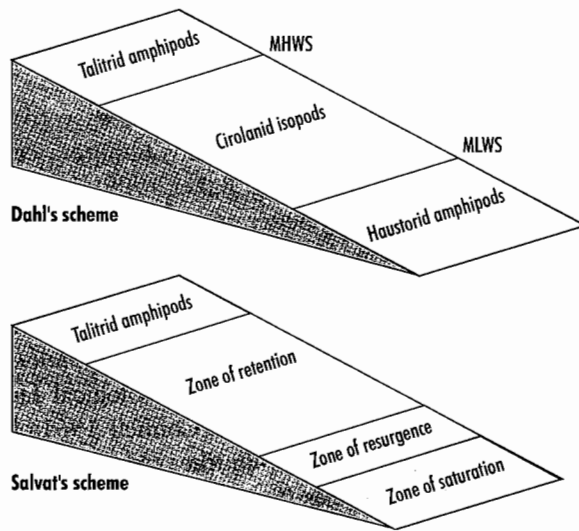 Talitrid amphipods
MHWS
Cirolanid isopods
MLWS
Haustorid amphipods
Dahl's scheme
Talitrid amphipods
Zone of retention
Zone of resurgence
Zone of saturation
Salvat's scheme